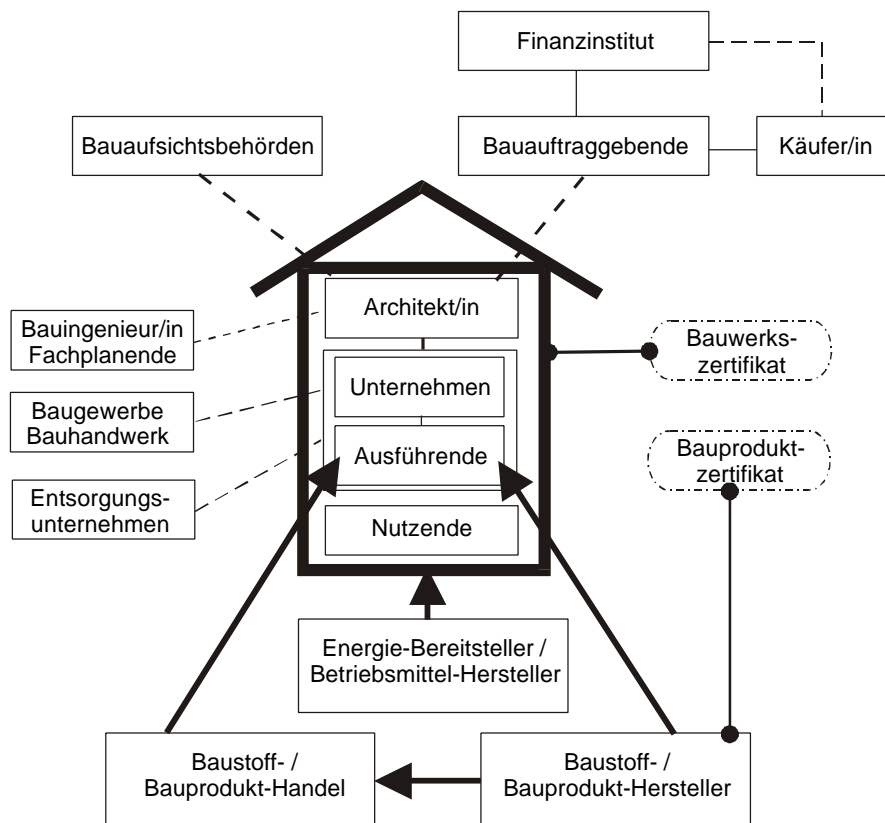 Finanzinstitut
Bauaufsichtsbehörden
Bauauftraggebende
Käufer/in
Architekt/in
Bauingenieur/in
Fachplanende
Unternehmen
Bauwerks-
zertifikat
Baugewerbe
Bauhandwerk
Ausführende
Bauprodukt-
zertifikat
Entsorgungs-
unternehmen
Nutzende
Energie-Bereitsteller /
Betriebsmittel-Hersteller
Baustoff- /
Bauprodukt-Handel
Baustoff- /
Bauprodukt-Hersteller